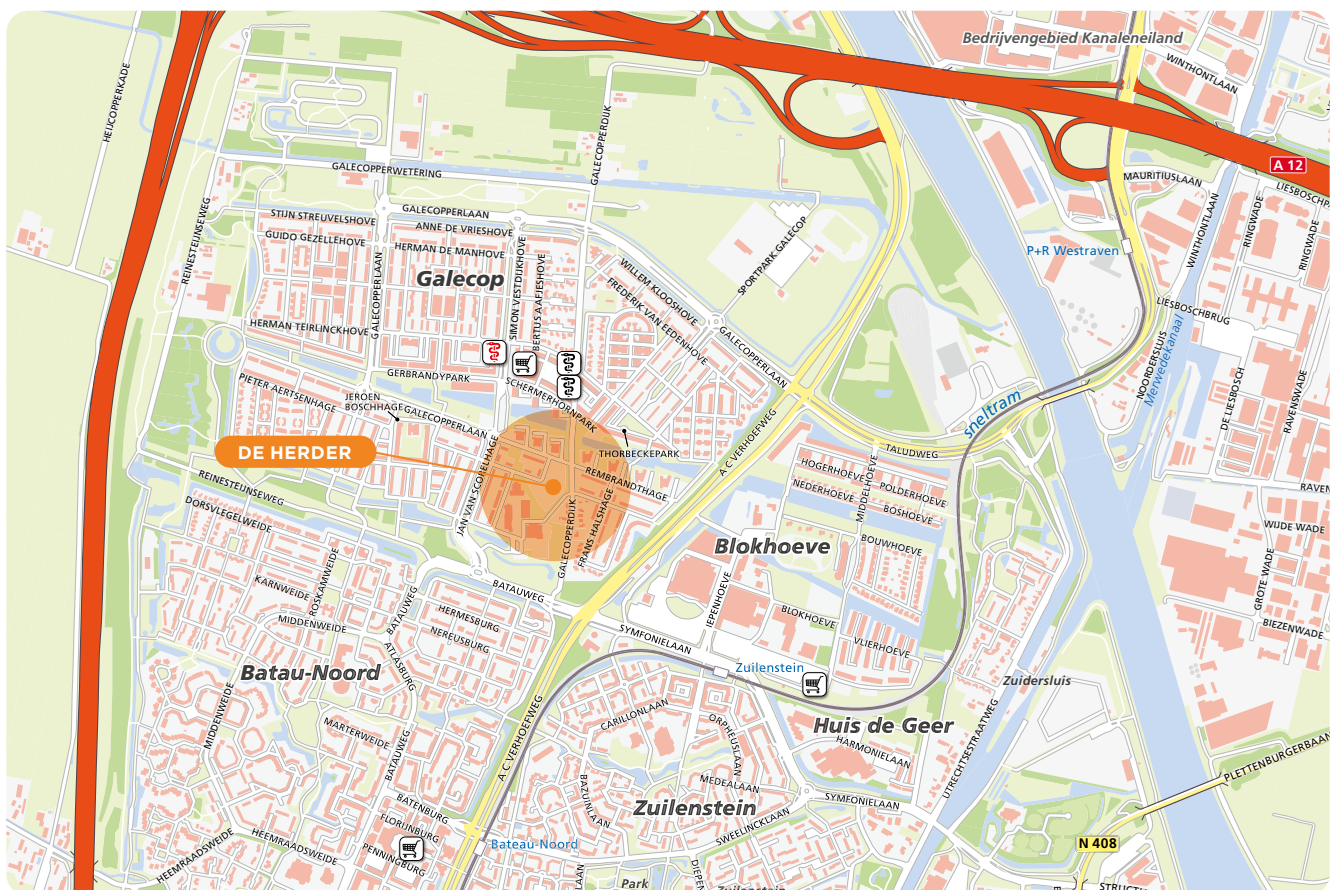 Bedrijvengebied Kanaleneiland
WINTHONTLAAN
HEIJCOPPERKADE
GALECOPPERDIJK
A 12
GALECOPPERWETERING
MAURITIUSLAAN
REINESTEIJNSEWEG
GALECOPPERLAAN
STIJN STREUVELSHOVE
ANNE DE VRIESHOVE
GUIDO GEZELLEHOVE
HERMAN DE MANHOVE
SPORTPARK GALECOP
WINTHONTLAAN
RINGWADE
RINGWADE
P+R Westraven
Galecop
GALECOPPERLAAN
SIMON VESTDIJKHOVE
BERTUS AAFJESHOVE
WILLEM KLOOSHOVE
FREDERIK VAN EEDENHOVE
LIESBOSCHBRUG
HERMAN TEIRLINCKHOVE
GALECOPPERLAAN
NOORDERSLUIS
Merwedekanaal
GERBRANDYPARK
SCHERMERHORNPARK
PIETER AERTSENHAGE
JEROEN
BOSCHHAGE
GALECOPPERLAAN
DE LIESBOSCH
RAVENSWADE
sneltram
A C VERHOEFWEG
DE HERDER
THORBECKEPARK
TALUDWEG
JAN VAN SCORELHAGE
REMBRANDTHAGE
HOGERHOEVE
POLDERHOEVE
NEDERHOEVE
MIDDELHOEVE
BOSHOEVE
REINESTEIJNSEWEG
DORSVLEGELWEIDE
GALECOPPERDIJK
FRANS HALSHAGE
WIJDE WADE
Blokhoeve
BOUWHOEVE
KARNWEIDE
ROSKAMWEIDE
BATAUWEG
BATAUWEG
IEPENHOEVE
GROTE WADE
HERMESBURG
BLOKHOEVE
MIDDENWEIDE
NEREUSBURG
SYMFONIELAAN
BIEZENWADE
VLIERHOEVE
ATLASBURG
Batau-Noord
Zuilenstein
Zuidersluis
MIDDENWEIDE
A C VERHOEFWEG
CARILLONLAAN
ORPHEUSLAAN
Huis de Geer
MARTERWEIDE
BATAUWEG
HARMONIELAAN
UTRECHTSESTRAATWEG
PLETTENBURGERBAAN
BAZUINLAAN
MEDEALAAN
BATENBURG
Zuilenstein
SYMFONIELAAN
FLORIJNBURG
SWEELINCKLAAN
HEEMRAADSWEIDE
HEEMRAADSWEIDE
PENNINGBURG
Bateau-Noord
N 408
Park